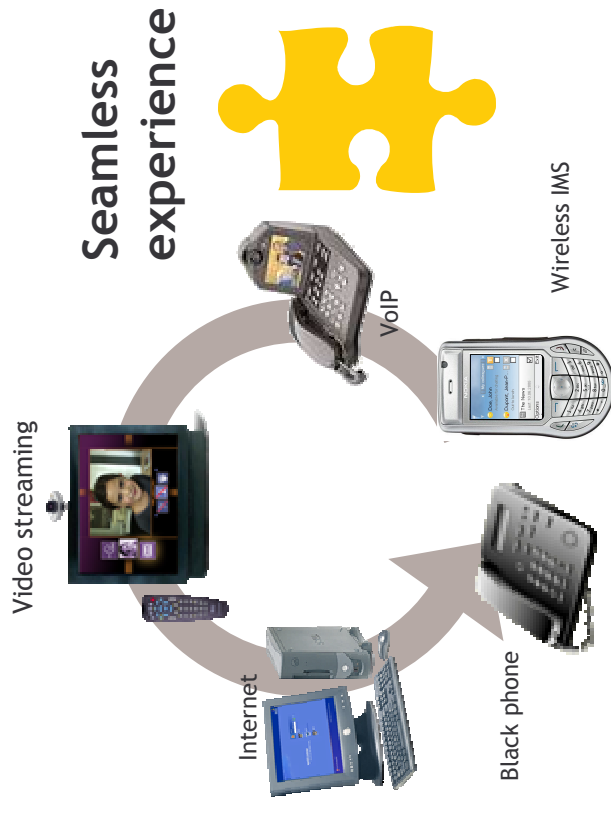 Seamless
experience
Video streaming
VoIP
Wireless IMS
Internet
Black phone